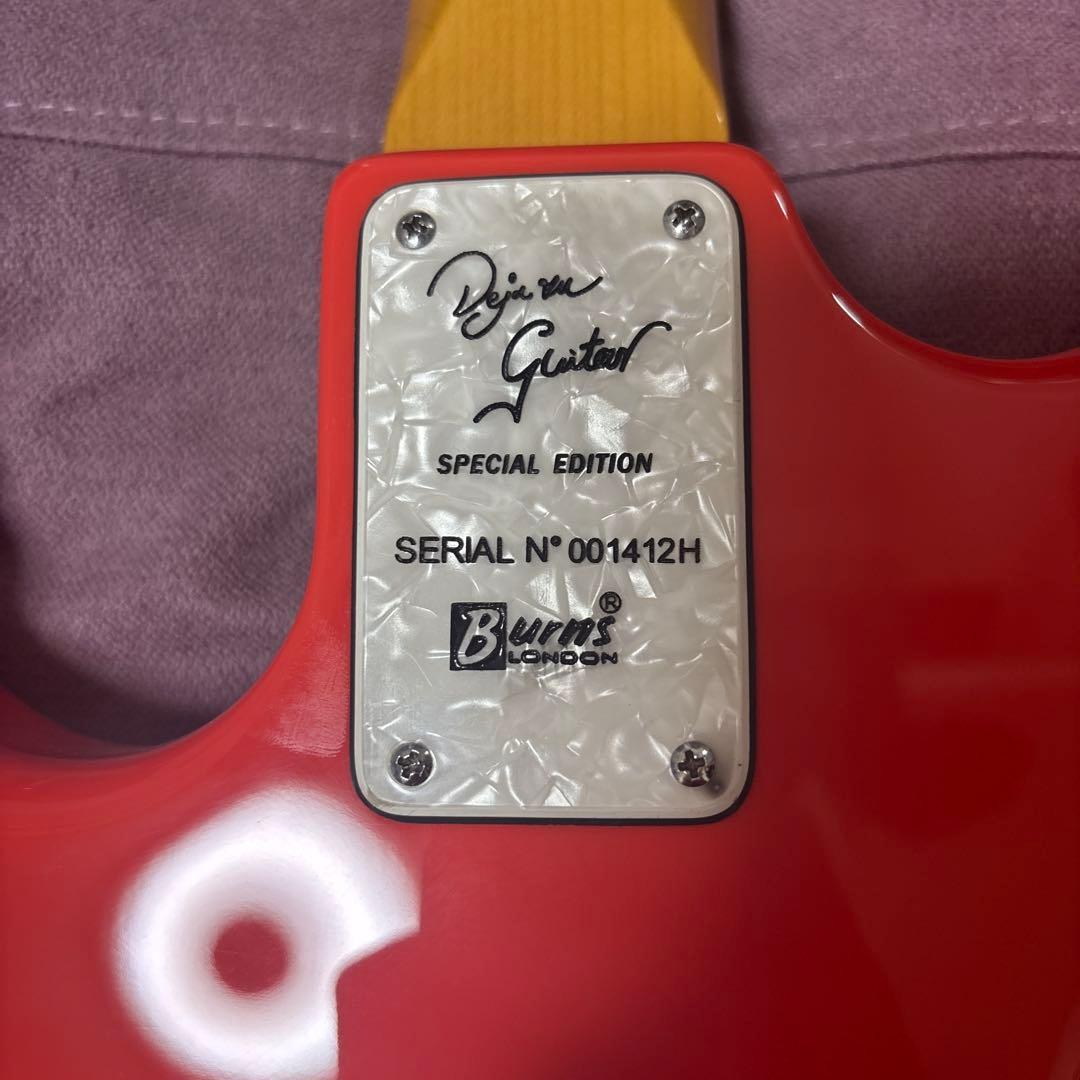 Deja vu
Guitar
SPECIAL EDITION
SERIAL N° 001412H
Burns®
LONDON